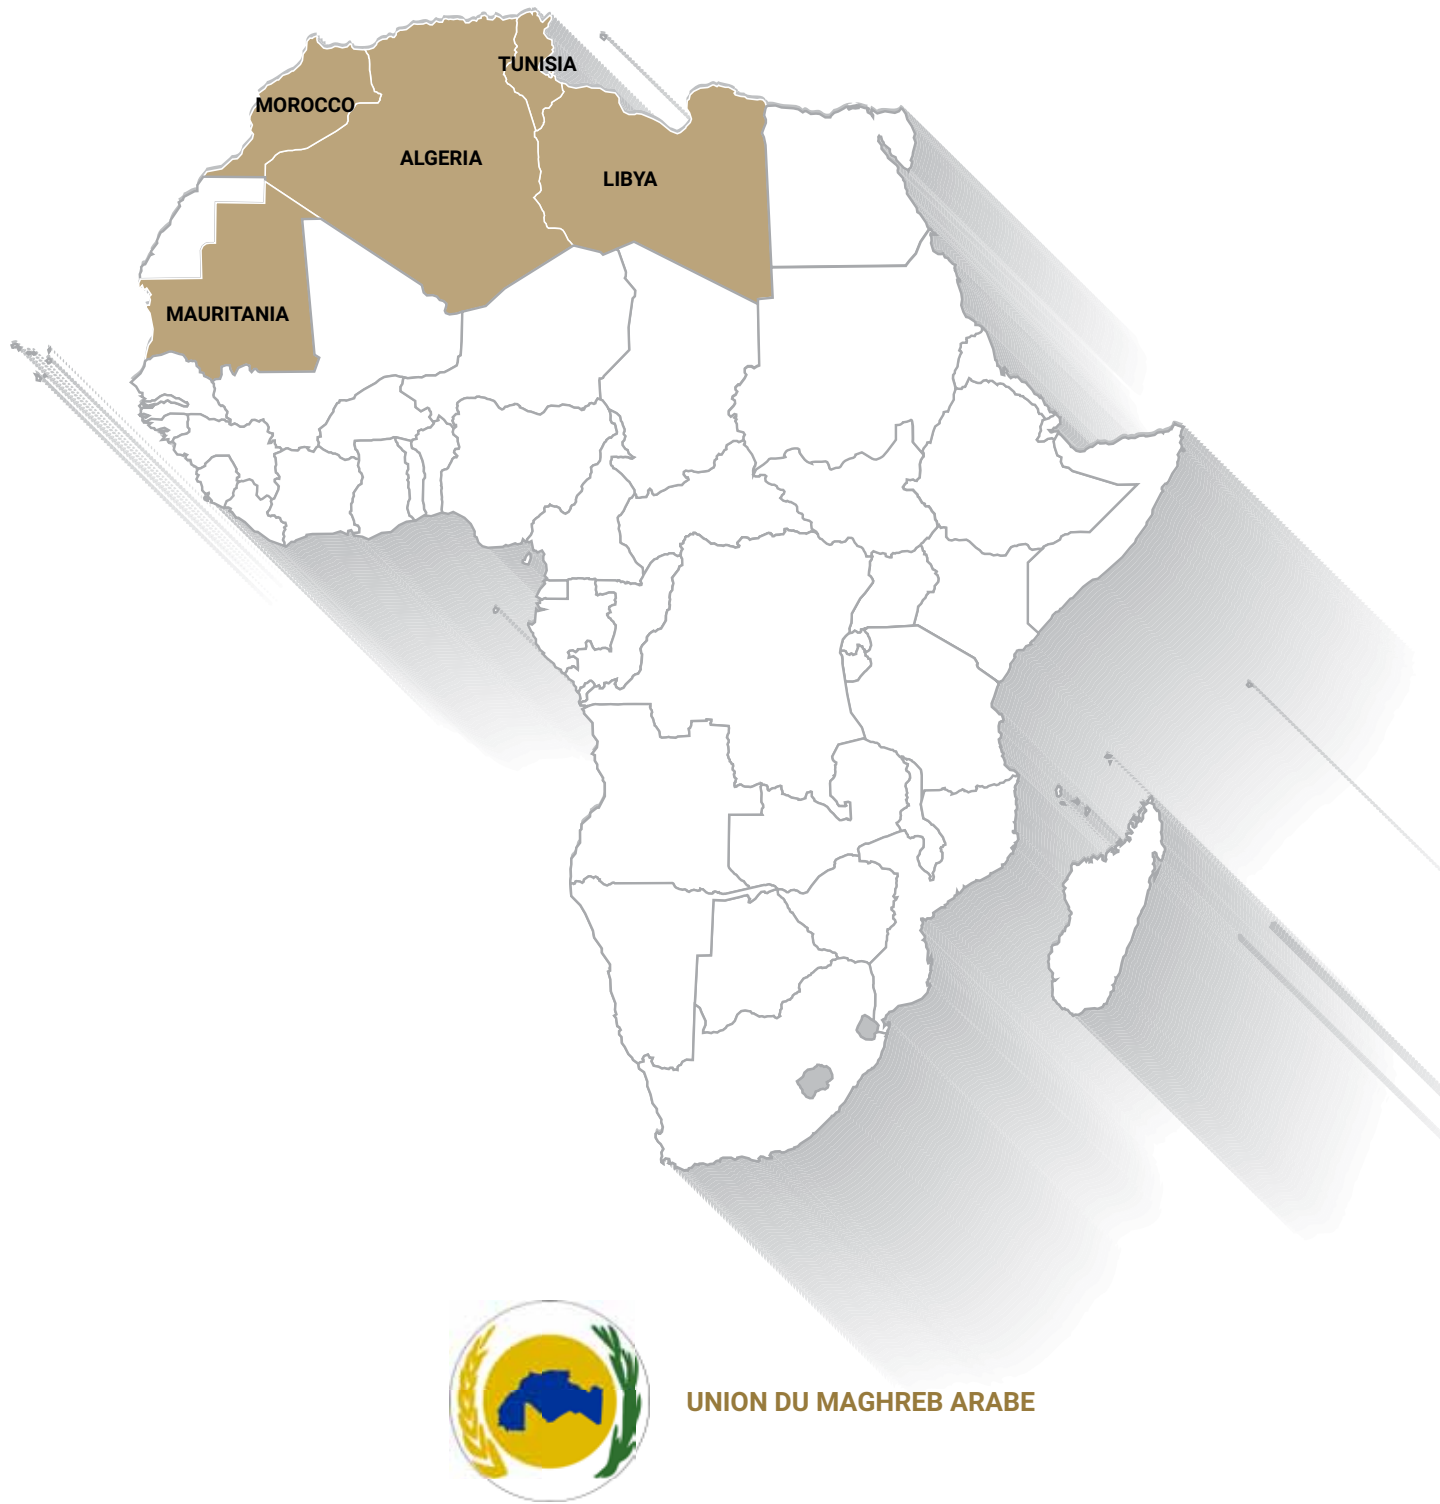 TUNISIA
MOROCCO
ALGERIA
LIBYA
MAURITANIA
UNION DU MAGHREB ARABE